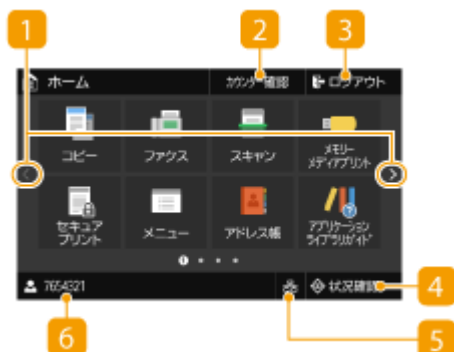 1
2
3
ホーム
カウンター確認
ログアウト
コピー
ファクス
スキャン
メモリー
メディアプリント
セキュア
プリント
メニュー
アドレス帳
アプリケーション
ライブラリガイド
7654321
状況確認
4
5
6